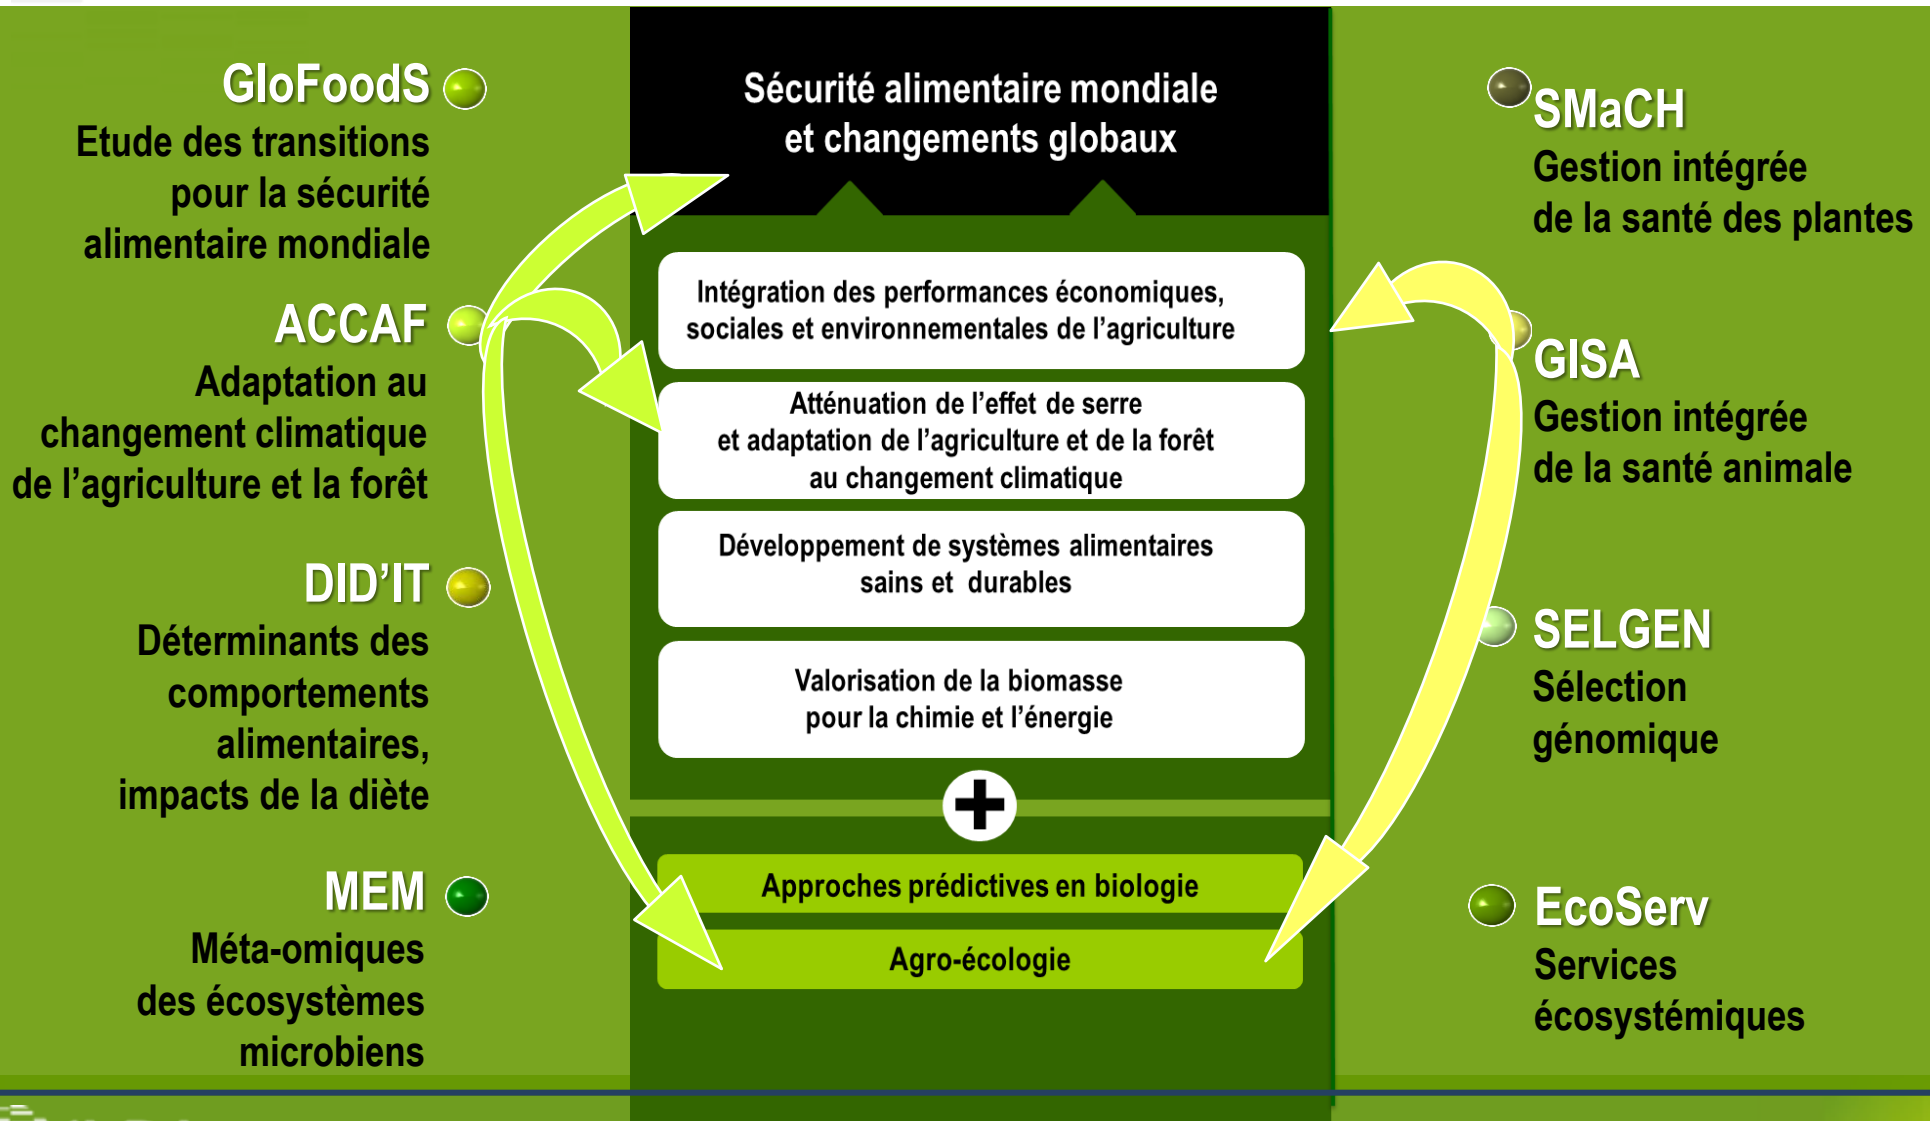 GloFoodS
Etude des transitions
pour la sécurité
alimentaire mondiale
ACCAF
Adaptation au
changement climatique
de l’agriculture et la forêt
DID’IT
Déterminants des
comportements
alimentaires,
impacts de la diète
MEM
Méta-omiques
des écosystèmes
microbiens
Sécurité alimentaire mondiale
et changements globaux
Intégration des performances économiques,
sociales et environnementales de l’agriculture
Atténuation de l’effet de serre
et adaptation de l’agriculture et de la forêt
au changement climatique
Développement de systèmes alimentaires
sains et durables
Valorisation de la biomasse
pour la chimie et l’énergie
+
Approches prédictives en biologie
Agro-écologie
SMaCH
Gestion intégrée
de la santé des plantes
GISA
Gestion intégrée
de la santé animale
SELGEN
Sélection
génomique
EcoServ
Services
écosystémiques